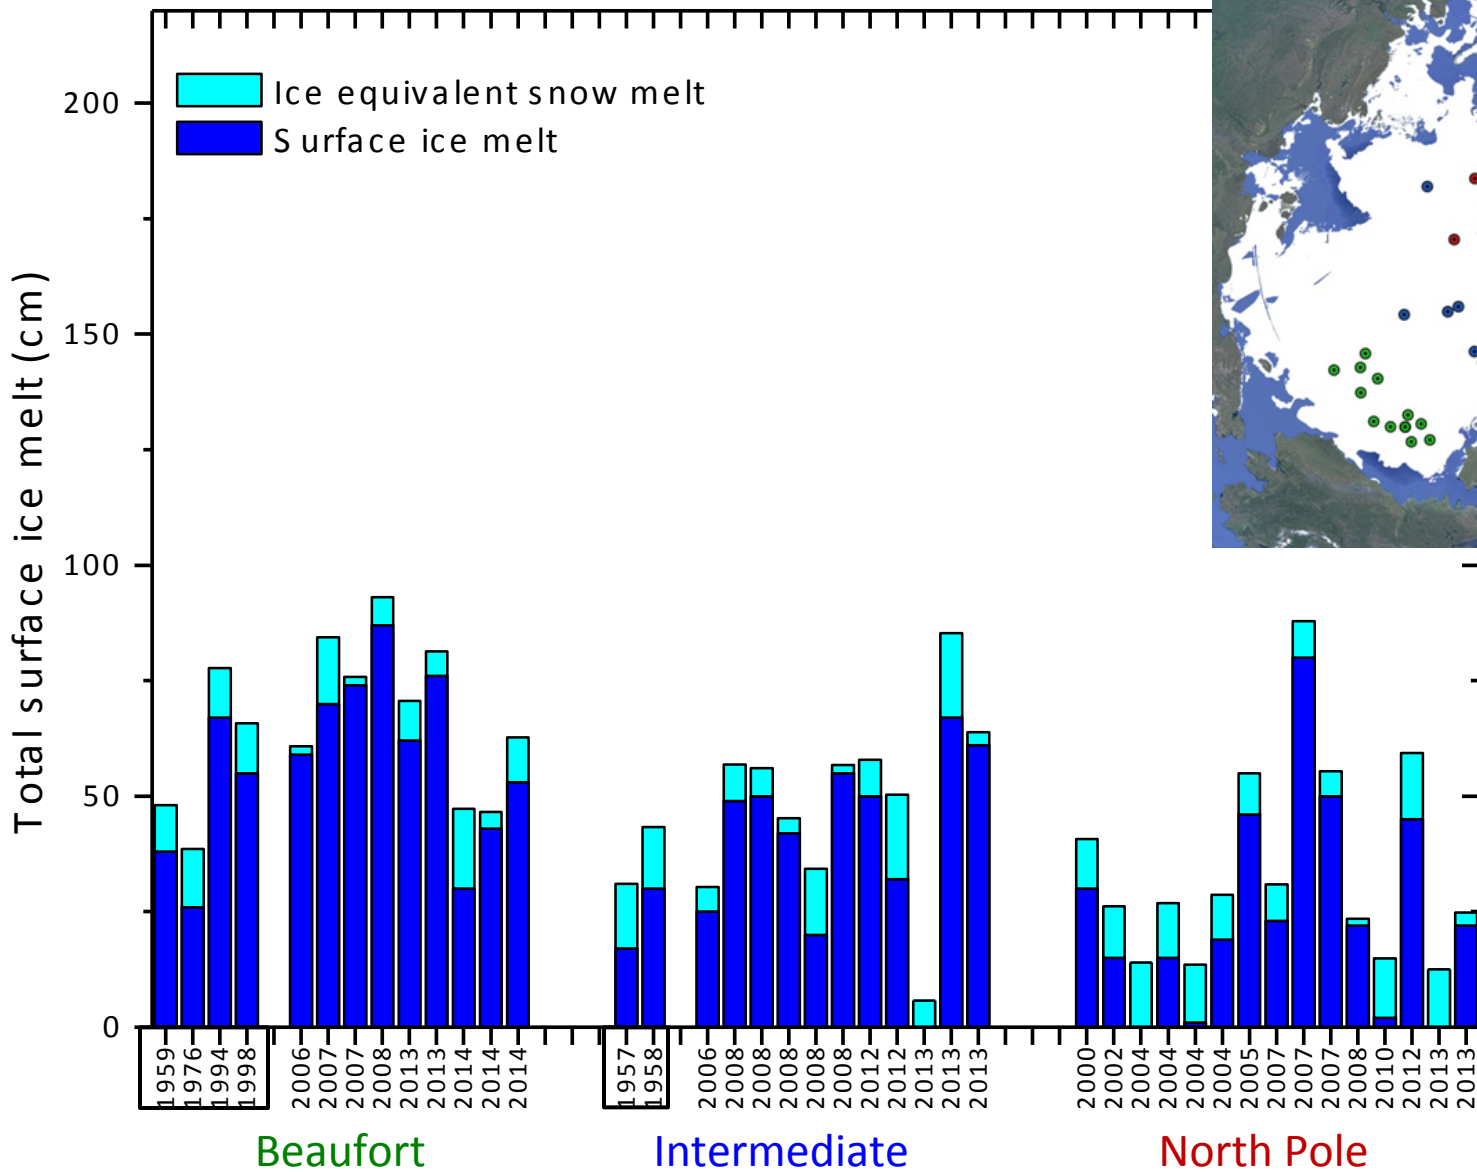 Ice equivalent snow melt
Surface ice melt
Total surface ice melt (cm)
200
150
100
50
0
1959 1976 1994 1998 2006 2007 2007 2008 2013 2013 2014 2014 2014 1957 1958 2006 2008 2008 2008 2008 2008 2012 2012 2013 2013 2013 2000 2002 2004 2004 2004 2004 2005 2007 2007 2007 2008 2010 2012 2013 2013
Beaufort Intermediate North Pole